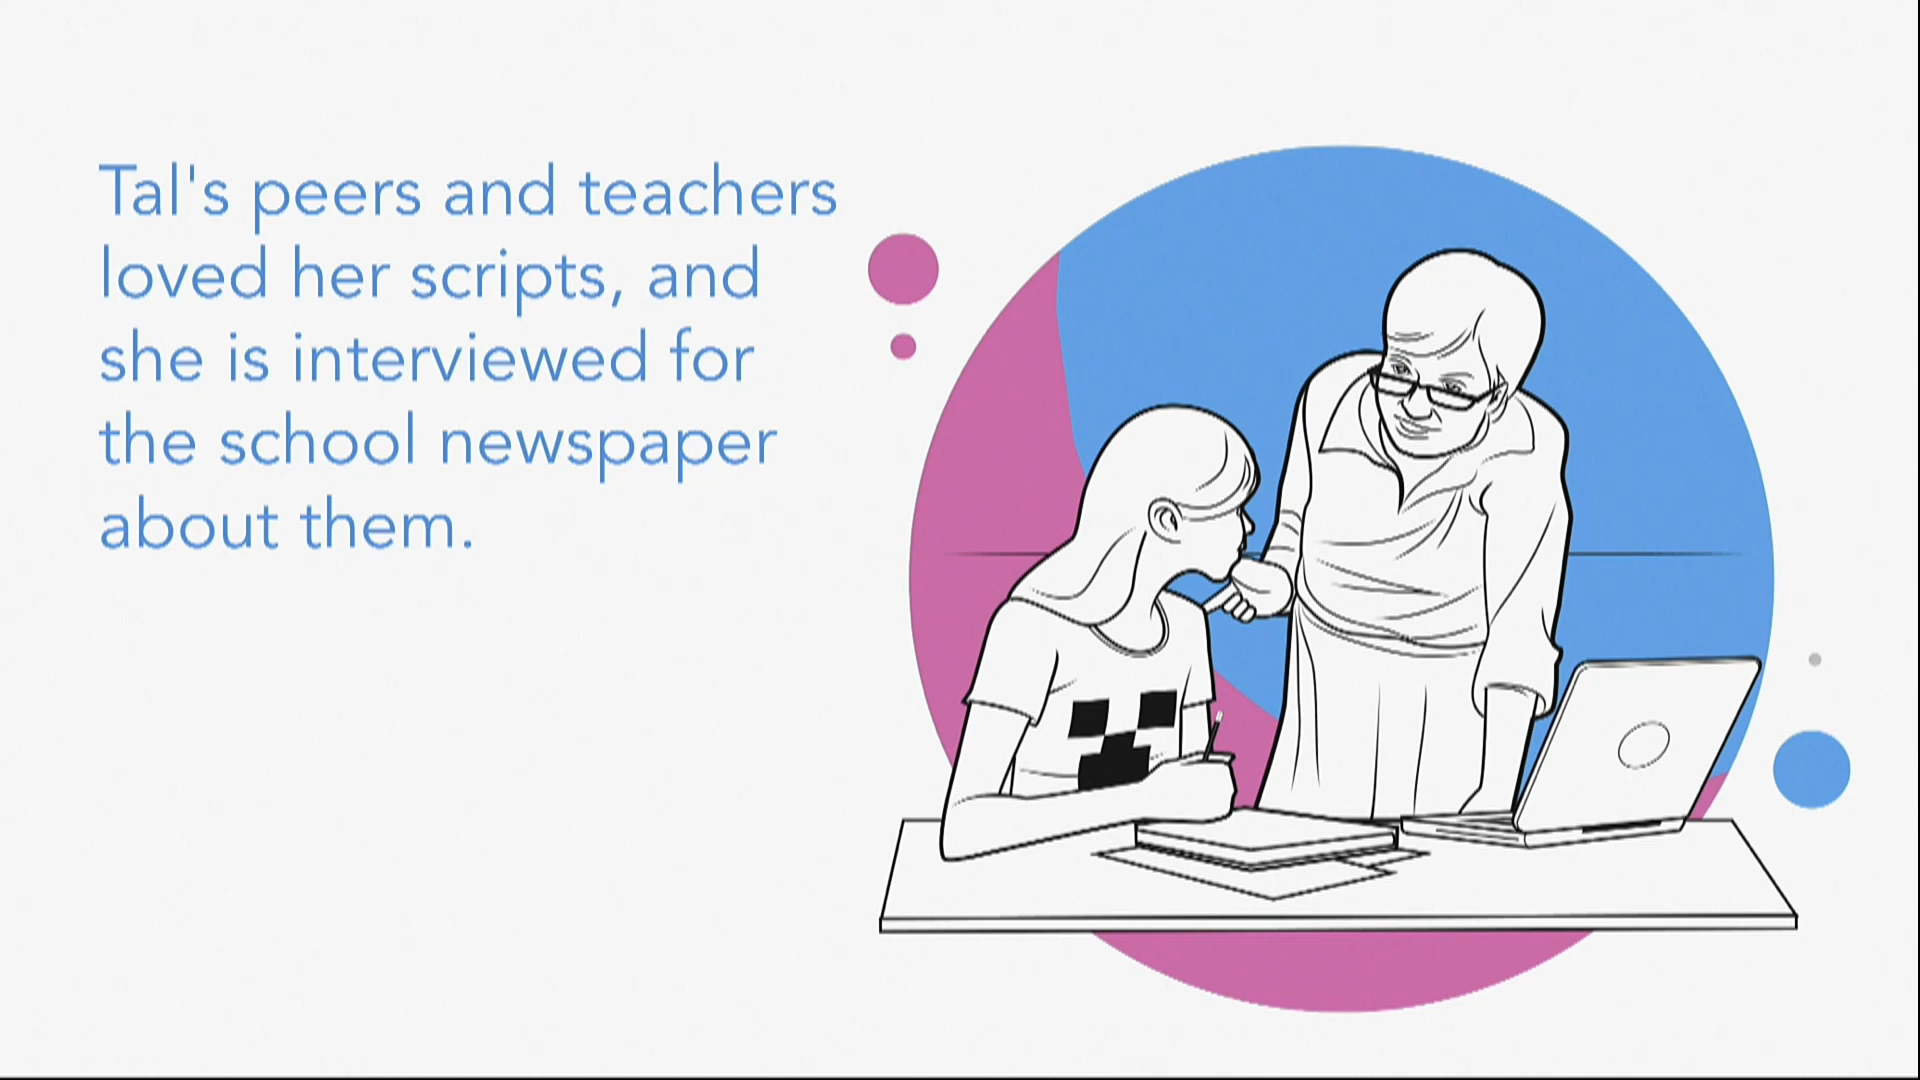 Tal's peers and teachers
loved her scripts, and
she is interviewed for
the school newspaper
about them.